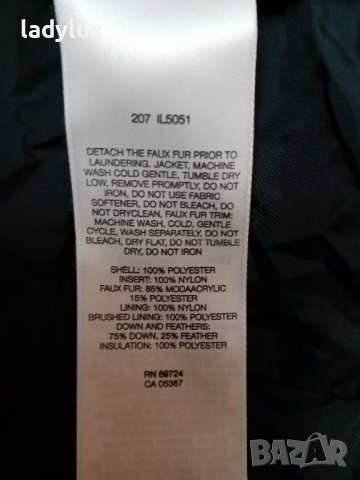 ladylux
207 IL5051
DETACH THE FAUX FUR PRIOR TO
LAUNDERING. JACKET, MACHINE
WASH COLD GENTLE, TUMBLE DRY
LOW, REMOVE PROMPTLY, DO NOT
IRON, DO NOT USE FABRIC
SOFTENER, DO NOT BLEACH, DO
NOT DRYCLEAN, FAUX FUR TRIM:
MACHINE WASH, COLD, GENTLE
CYCLE, WASH SEPARATELY, DO NOT
BLEACH, DRY FLAT, DO NOT TUMBLE
DRY, DO NOT IRON
SHELL: 100% POLYESTER
INSERT: 100% NYLON
FAUX FUR: 85% MODAACRYLIC
15% POLYESTER
LINING: 100% NYLON
BRUSHED LINING: 100% POLYESTER
DOWN AND FEATHERS:
75% DOWN, 25% FEATHER
INSULATION: 100% POLYESTER
RN 69724
CA 05367
BAZAR